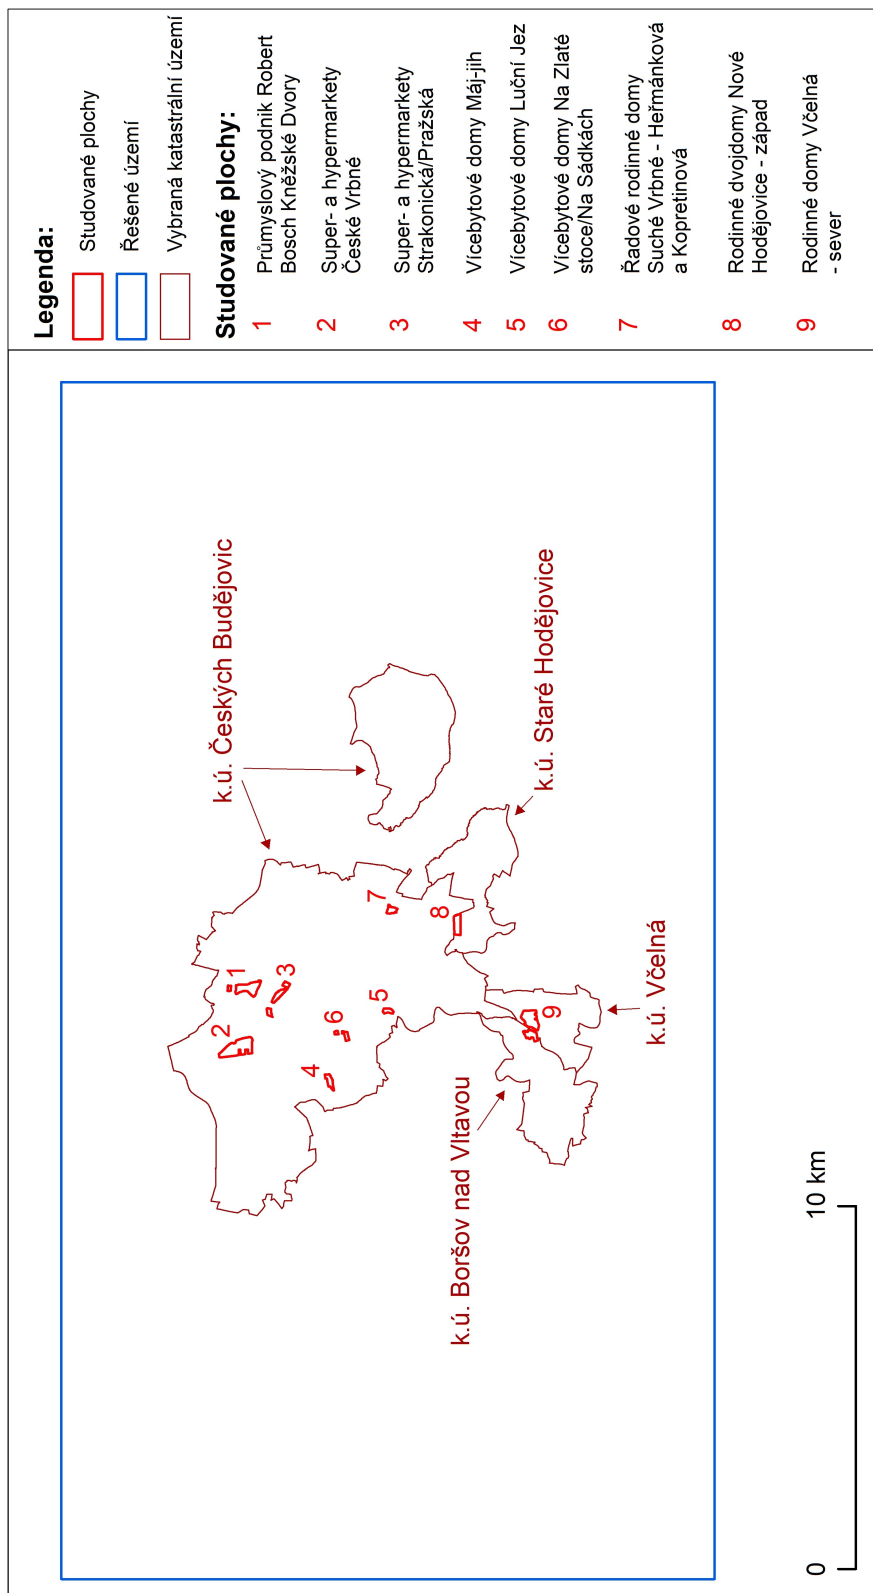 k.ú. Českých Budějovic
k.ú. Staré Hodějovice
k.ú. Včelná
k.ú. Boršov nad Vltavou
1
2
3
4
5
6
7
8
9
0
10 km
Legenda:
Studované plochy
Řešené území
Vybraná katastrální území
Studované plochy:
1 Průmyslový podnik Robert
Bosch Kněžské Dvory
2 Super- a hypermarkety
České Vrbné
3 Super- a hypermarkety
Strakonická/Pražská
4 Vícebytové domy Máj-jih
5 Vícebytové domy Luční Jez
6 Vícebytové domy Na Zlaté
stoce/Na Sádkách
7 Řadové rodinné domy
Suché Vrbné - Heřmánková
a Kopretinová
8 Rodinné dvojdomy Nové
Hodějovice - západ
9 Rodinné domy Včelná
- sever